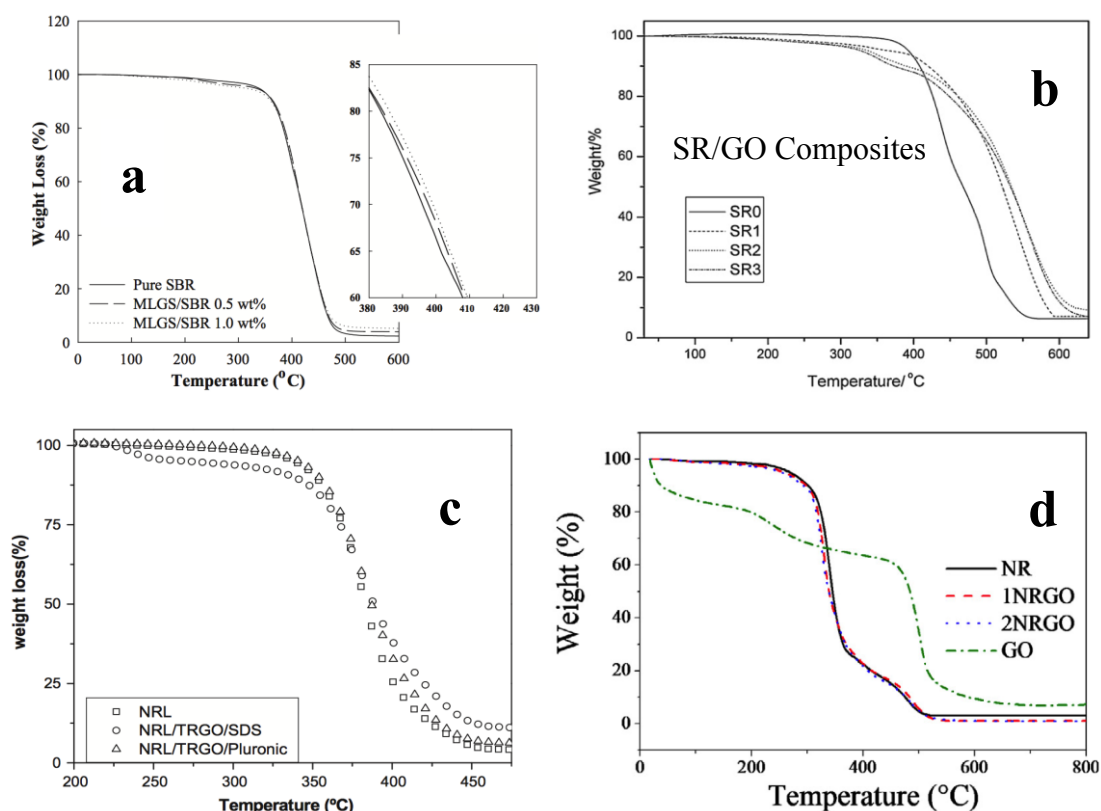 120
100
80
60
40
20
0
Weight Loss (%)
a
Pure SBR
MLGS/SBR 0.5 wt%
MLGS/SBR 1.0 wt%
0 100 200 300 400 500 600
Temperature (°C)
85
80
75
70
65
60
380 390 400 410 420 430
100
80
60
40
20
0
Weight/%
b
SR/GO Composites
SR0
SR1
SR2
SR3
0 100 200 300 400 500 600
Temperature/ °C
100
75
50
25
0
weight loss(%)
c
NRL
NRL/TRGO/SDS
NRL/TRGO/Pluronic
200 250 300 350 400 450
Temperature (ºC)
100
80
60
40
20
0
Weight (%)
d
NR
1NRGO
2NRGO
GO
0 200 400 600 800
Temperature (°C)